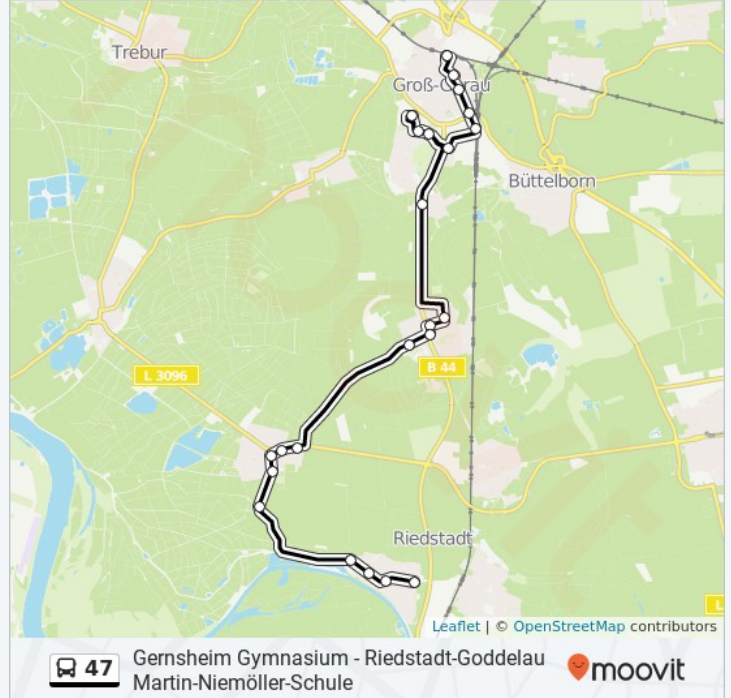 Trebur
Groß-Gerau
Büttelborn
B 44
L 3096
Riedstadt
L
Leaflet | © OpenStreetMap contributors
47
Gernsheim Gymnasium - Riedstadt-Goddelau
Martin-Niemöller-Schule
moovit